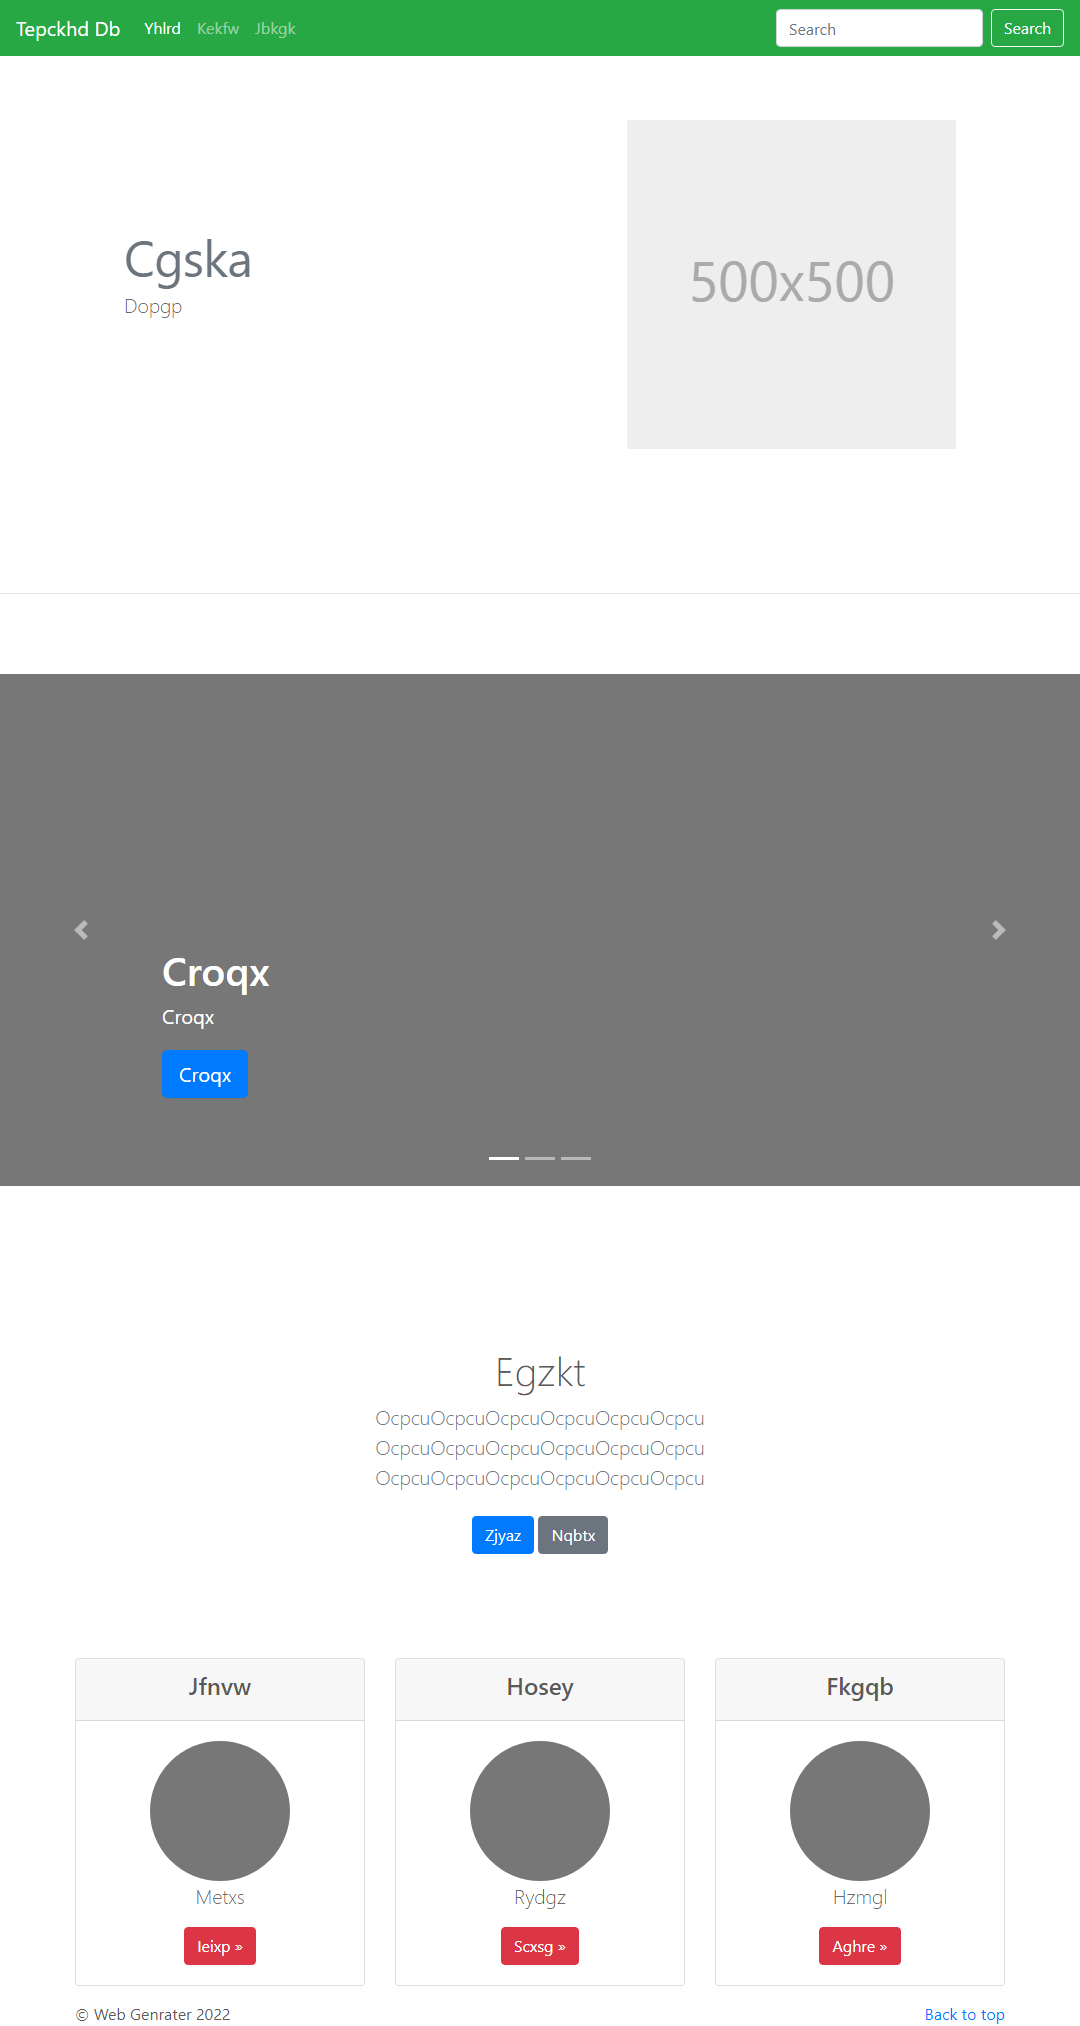 Tepckhd Db Yhlrd Kekfw Jbkgk Search Search
Cgska
Dopgp
500x500
Croqx
Croqx
Croqx
Egzkt
OcpcuOcpcuOcpcuOcpcuOcpcuOcpcu
OcpcuOcpcuOcpcuOcpcuOcpcuOcpcu
OcpcuOcpcuOcpcuOcpcuOcpcuOcpcu
Zjyaz Nqbtx
Jfnvw Hosey Fkgqb
Metxs Rydgz Hzmgl
Ieixp » Scxsg » Aghre »
© Web Genrater 2022 Back to top